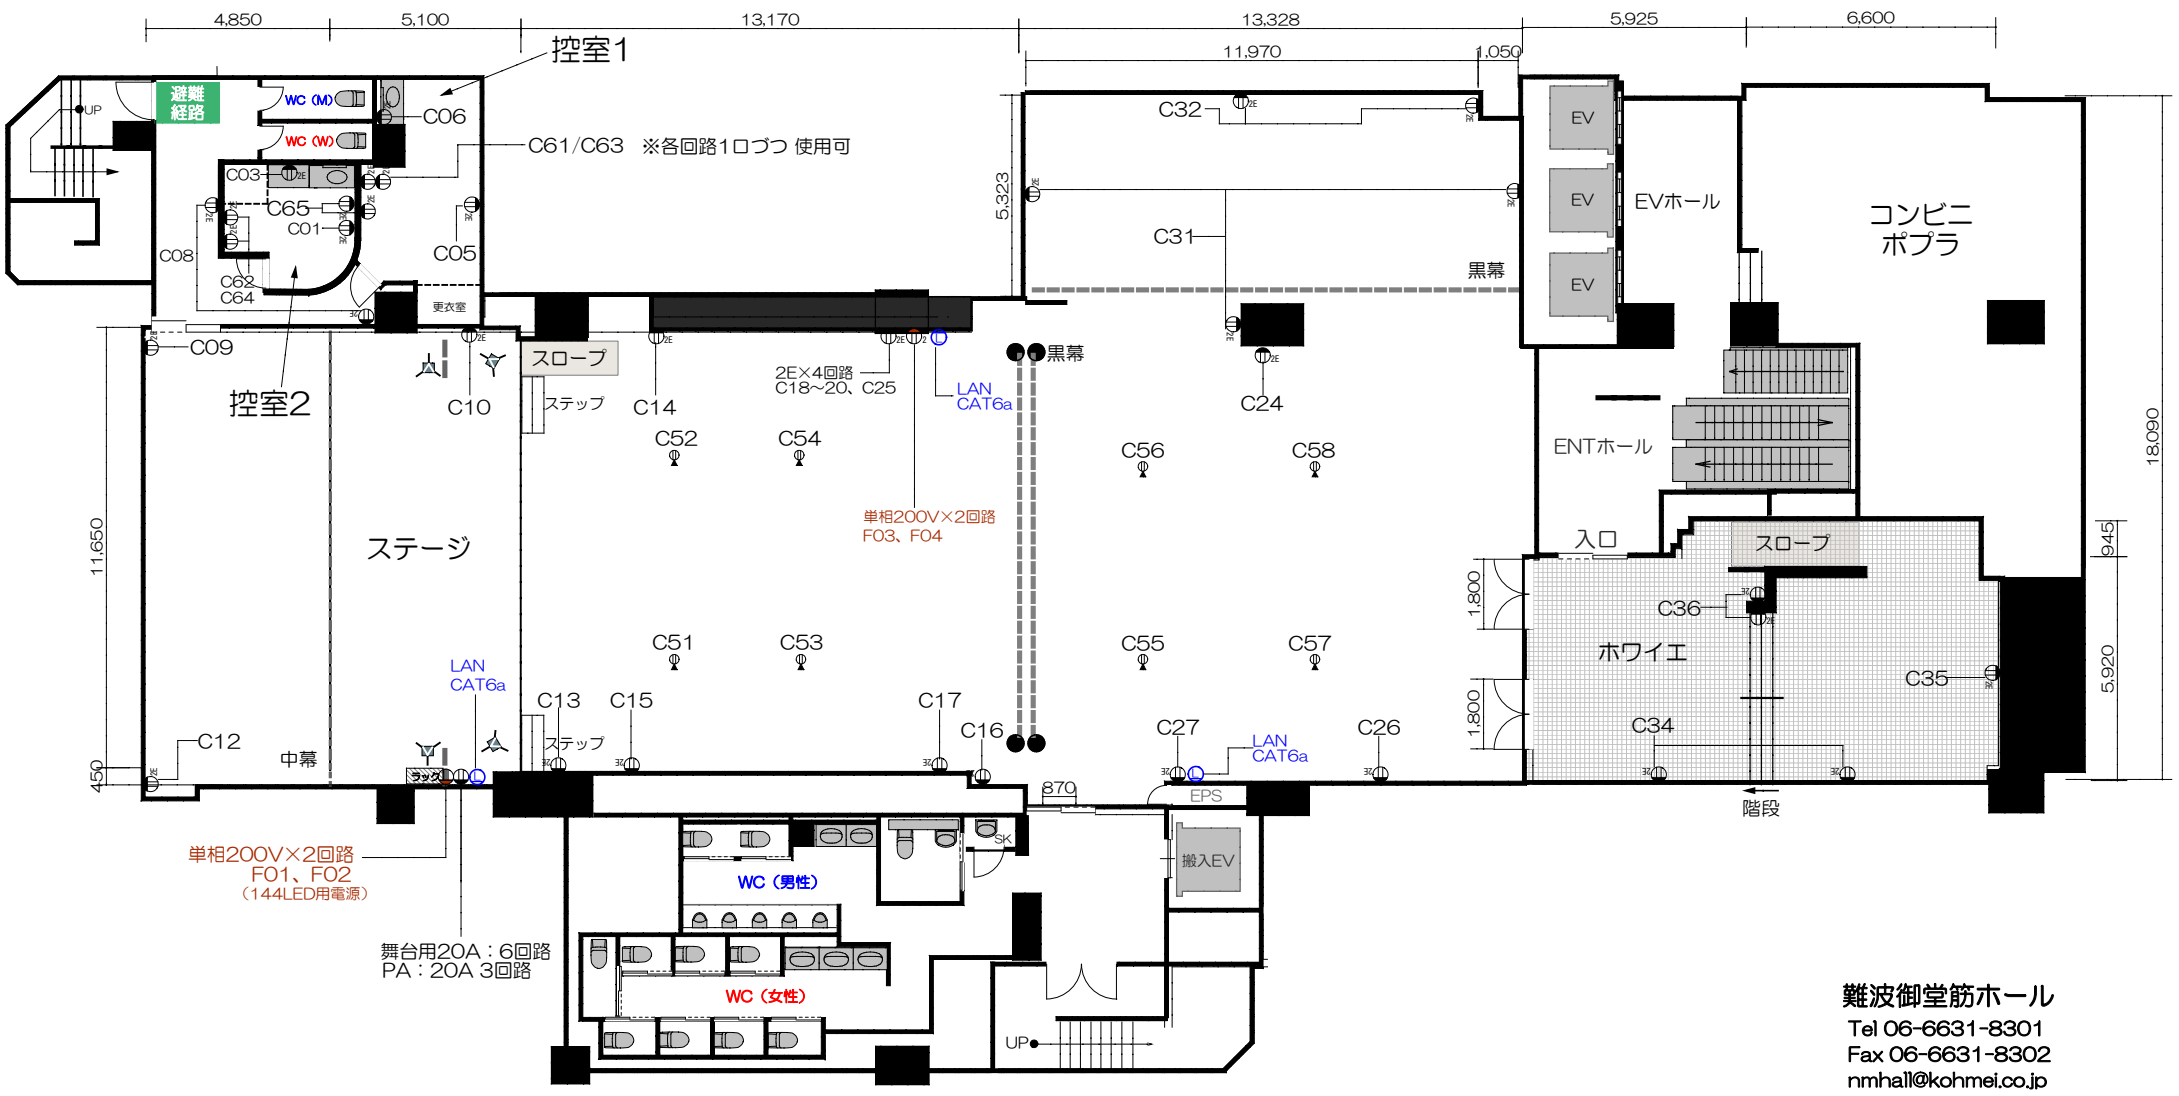 4,850
5,100
13,170
13,328
5,925
6,600
11,970
1,050
控室1
避難
経路
UP
WC (M)
WC (W)
C06
C61/C63 ※各回路1口づつ 使用可
C03
C65
C01
C08
C62
C64
C05
更衣室
C32
5,323
C31
黒幕
EV
EV
EV
EVホール
コンビニ
ポプラ
C09
控室2
C10
スロープ
ステップ
C14
2E×4回路
C18~20、C25
LAN
CAT6a
黒幕
C24
C52
C54
C56
C58
ENTホール
18,090
単相200V×2回路
F03、F04
11,650
ステージ
入口
スロープ
945
1,800
C36
ホワイエ
C51
C53
C55
C57
LAN
CAT6a
C35
5,920
C13
C15
C17
C16
C27
LAN
CAT6a
C26
1,800
C34
C12
中幕
ラック
ステップ
450
870
EPS
階段
単相200V×2回路
F01、F02
(144LED用電源)
舞台用20A:6回路
PA:20A 3回路
SK
WC(男性)
搬入EV
WC(女性)
UP
難波御堂筋ホール
Tel 06-6631-8301
Fax 06-6631-8302
nmhall@kohmei.co.jp